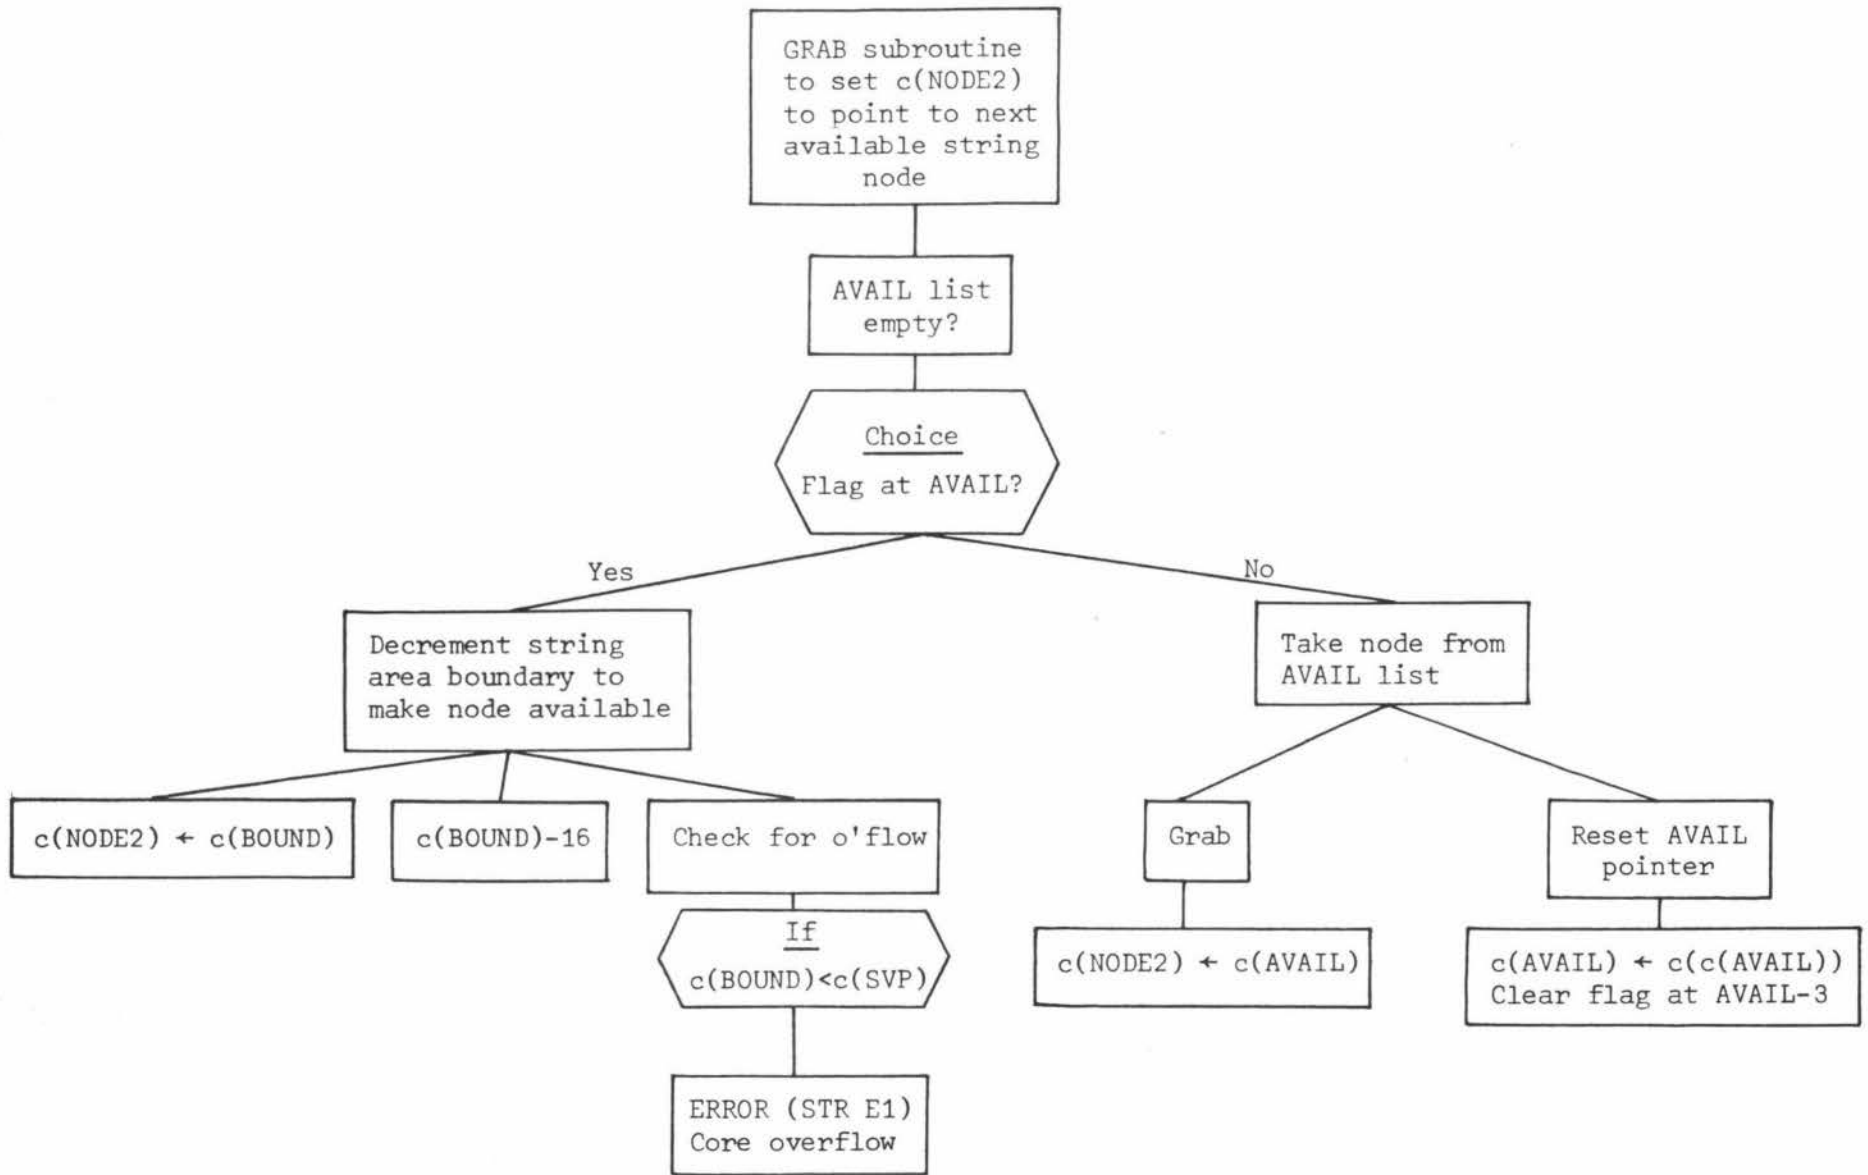 GRAB subroutine
to set c(NODE2)
to point to next
available string
node
AVAIL list
empty?
Choice
Flag at AVAIL?
Yes
No
Decrement string
area boundary to
make node available
Take node from
AVAIL list
c(NODE2) ← c(BOUND)
c(BOUND)-16
Check for o'flow
Grab
Reset AVAIL
pointer
If
c(BOUND)<c(SVP)
c(NODE2) ← c(AVAIL)
c(AVAIL) ← c(c(AVAIL))
Clear flag at AVAIL-3
ERROR (STR E1)
Core overflow